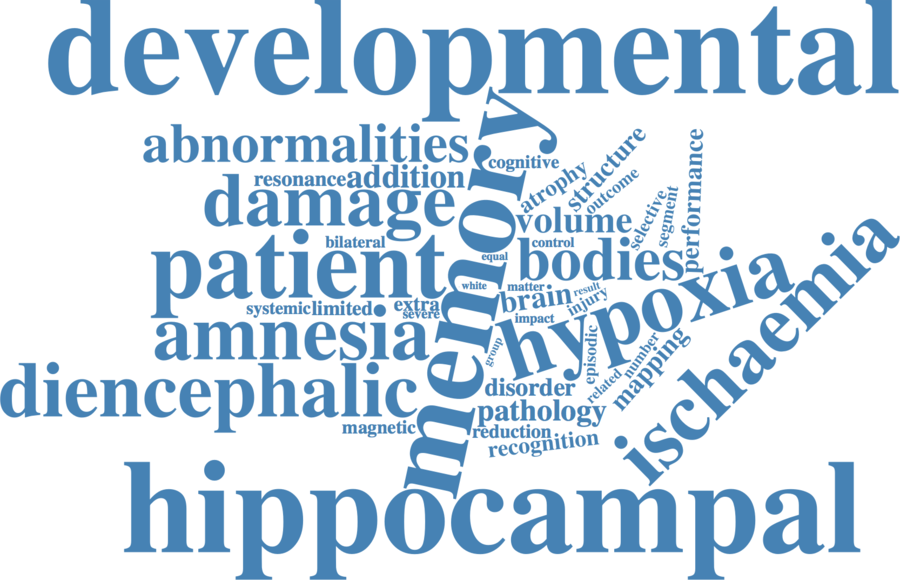 developmental
memory
abnormalities
cognitive
resonance
addition
atrophy
structure
outcome
performance
damage
volume
selective
segment
bilateral
control
equal
bodies
patient
white
matter
result
brain
injury
ischaemia
hypoxia
systemic
limited
extra
severe
impact
amnesia
group
episodic
number
mapping
related
diencephalic
disorder
pathology
magnetic
reduction
recognition
hippocampal